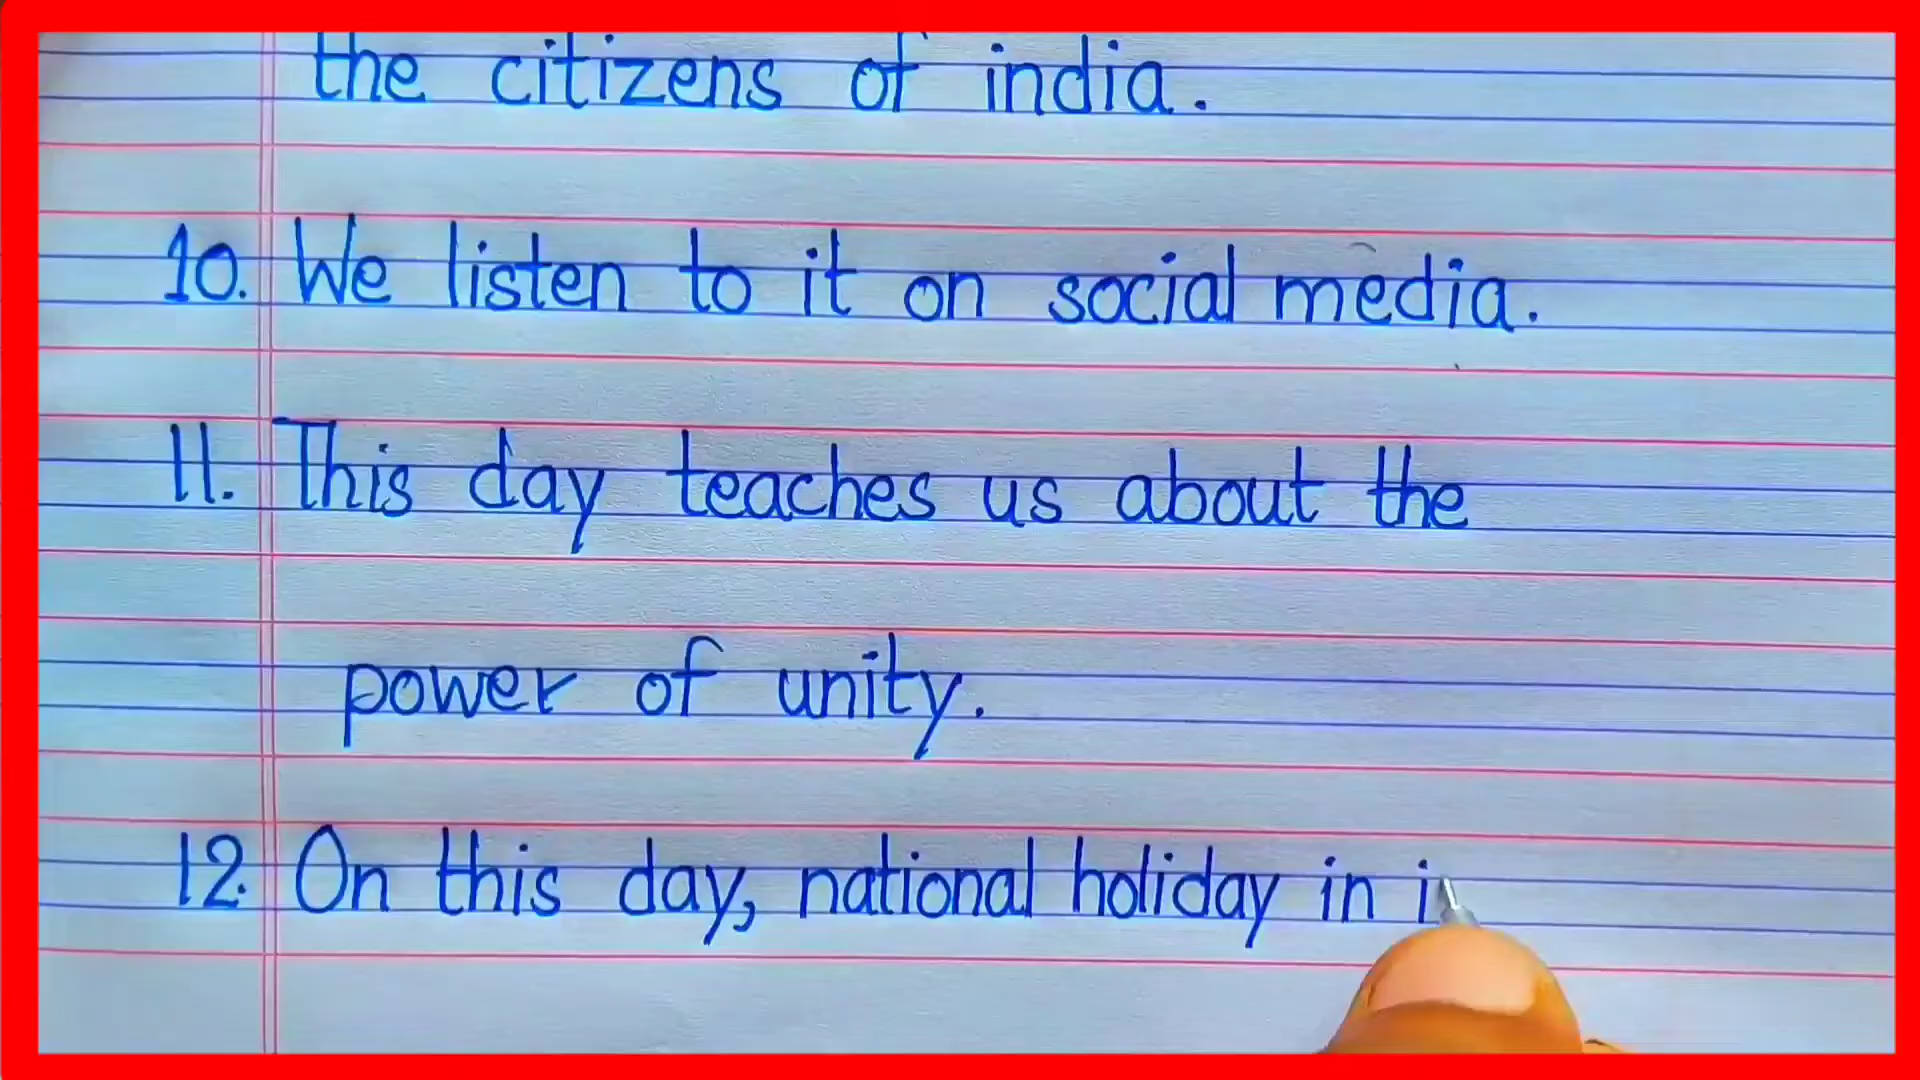 the citizens of india.
10. We listen to it on social media.
11. This day teaches us about the
power of unity.
12. On this day, national holiday in i